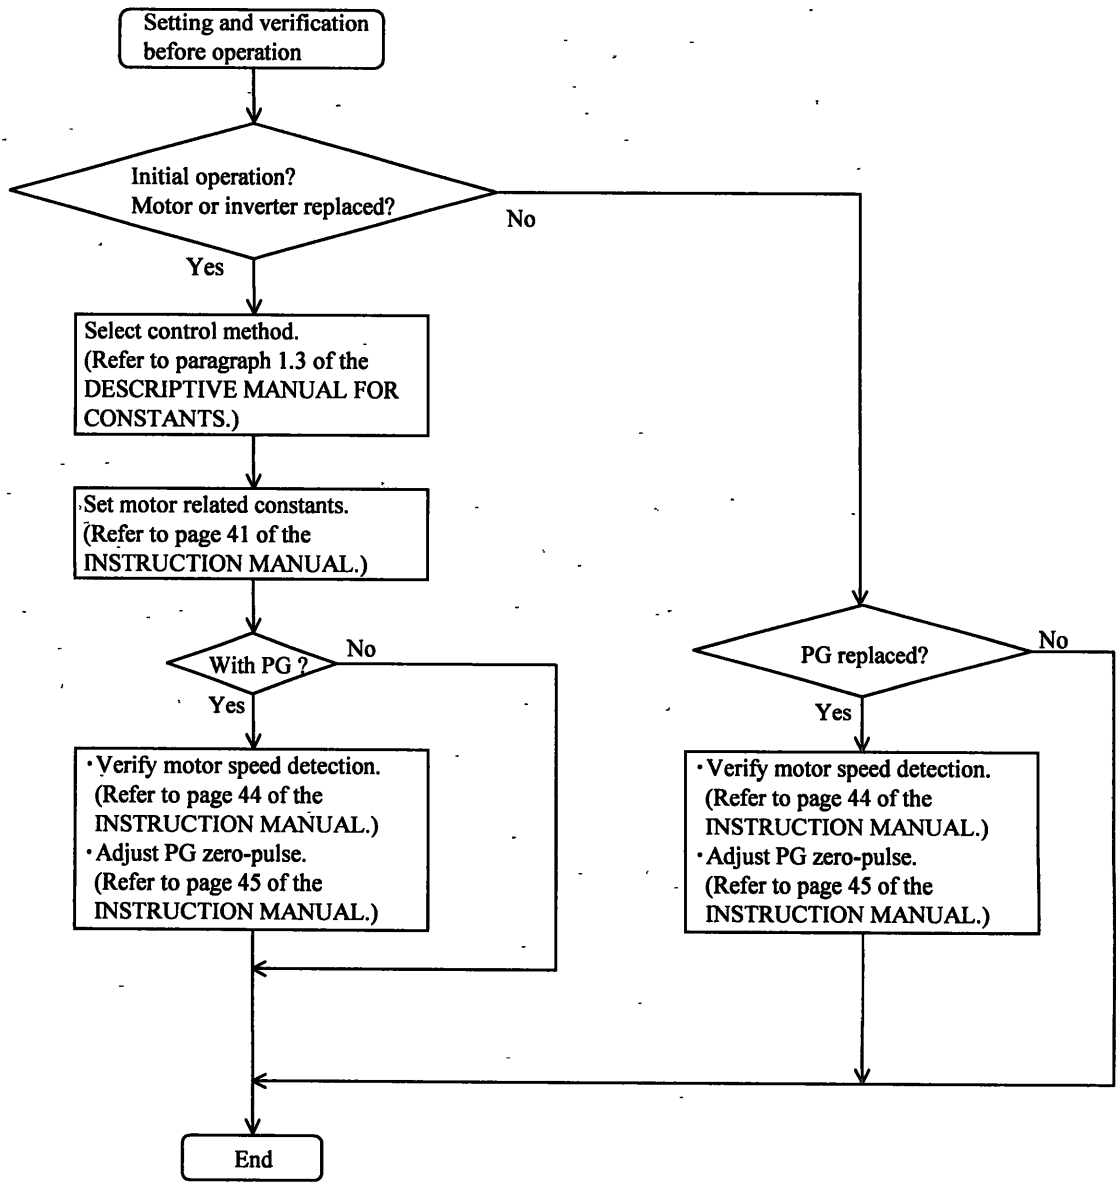 Setting and verification
before operation
Initial operation?
Motor or inverter replaced?
No
Yes
Select control method.
(Refer to paragraph 1.3 of the
DESCRIPTIVE MANUAL FOR
CONSTANTS.)
Set motor related constants.
(Refer to page 41 of the
INSTRUCTION MANUAL.)
With PG ?
No
Yes
・Verify motor speed detection.
(Refer to page 44 of the
INSTRUCTION MANUAL.)
・Adjust PG zero-pulse.
(Refer to page 45 of the
INSTRUCTION MANUAL.)
PG replaced?
No
Yes
・Verify motor speed detection.
(Refer to page 44 of the
INSTRUCTION MANUAL.)
・Adjust PG zero-pulse.
(Refer to page 45 of the
INSTRUCTION MANUAL.)
End